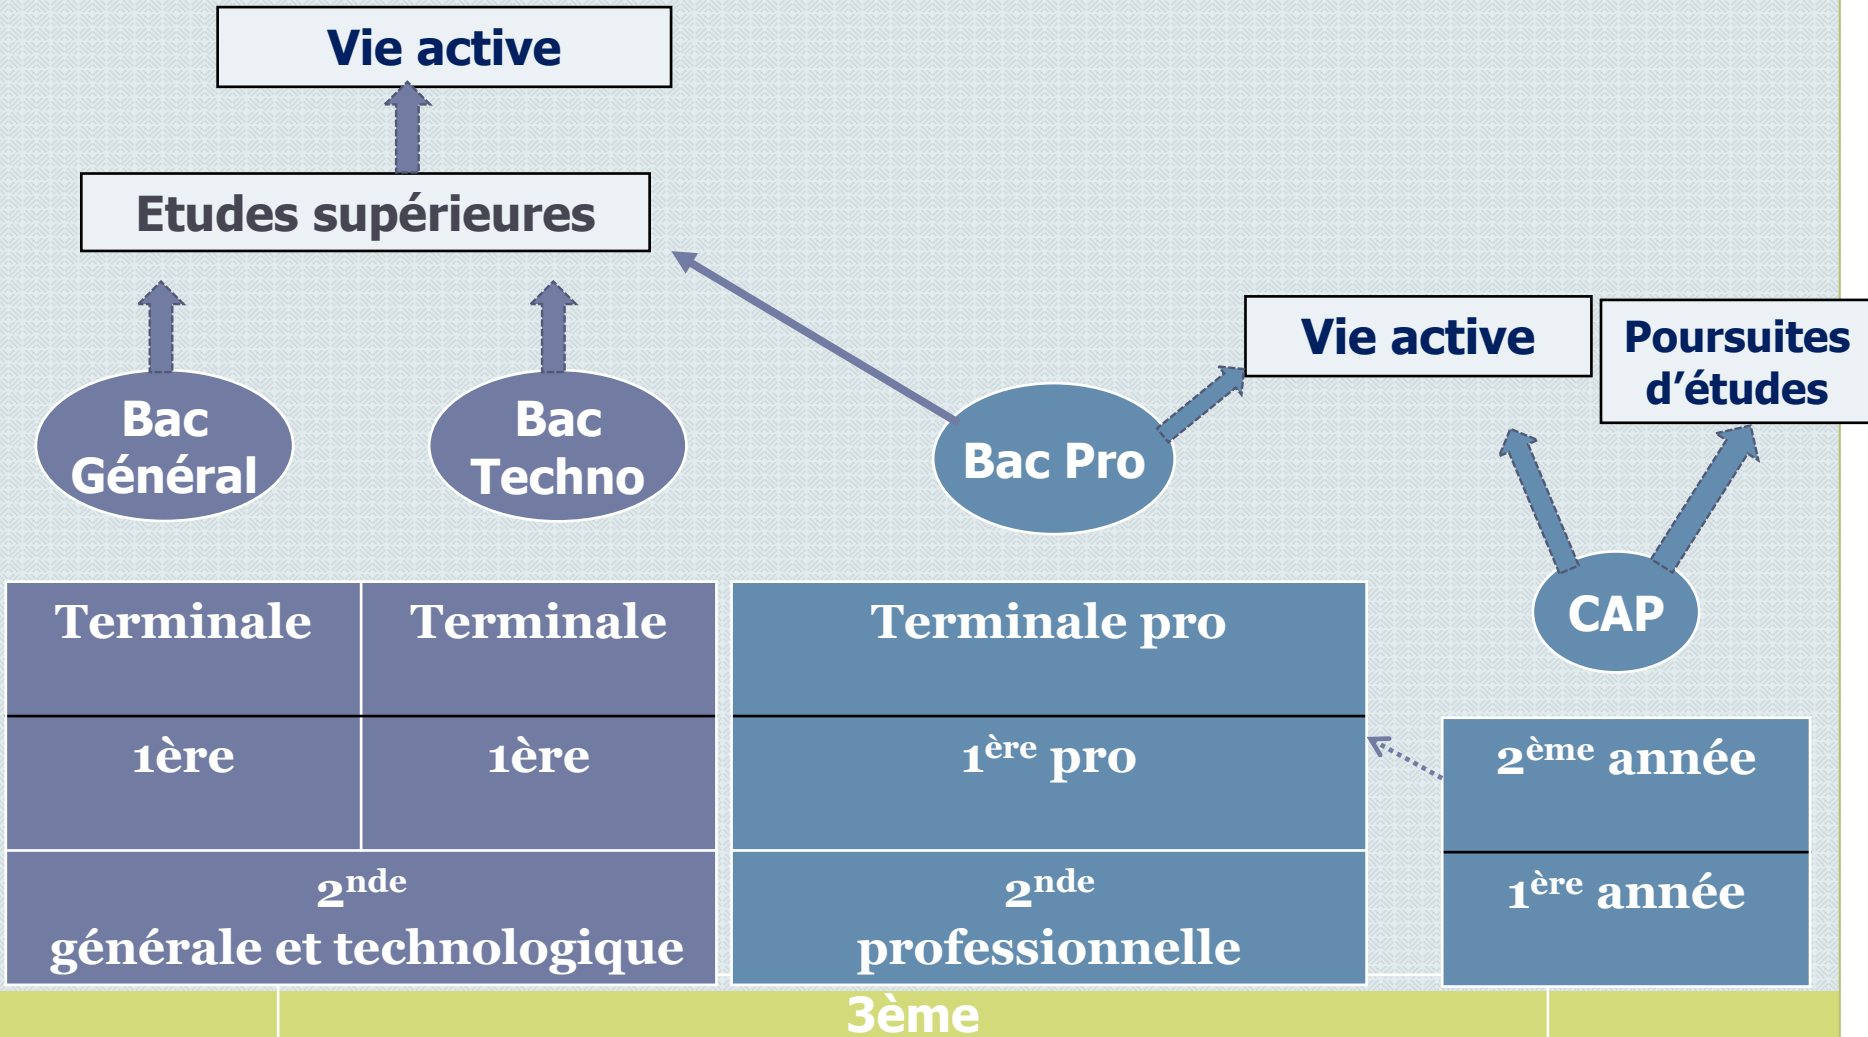 Vie active
Etudes supérieures
Vie active
Poursuites
d’études
Bac
Général
Bac
Techno
Bac Pro
CAP
Terminale
Terminale
Terminale pro
1ère
1ère
1ère pro
2ème année
2nde
générale et technologique
2nde
professionnelle
1ère année
3ème